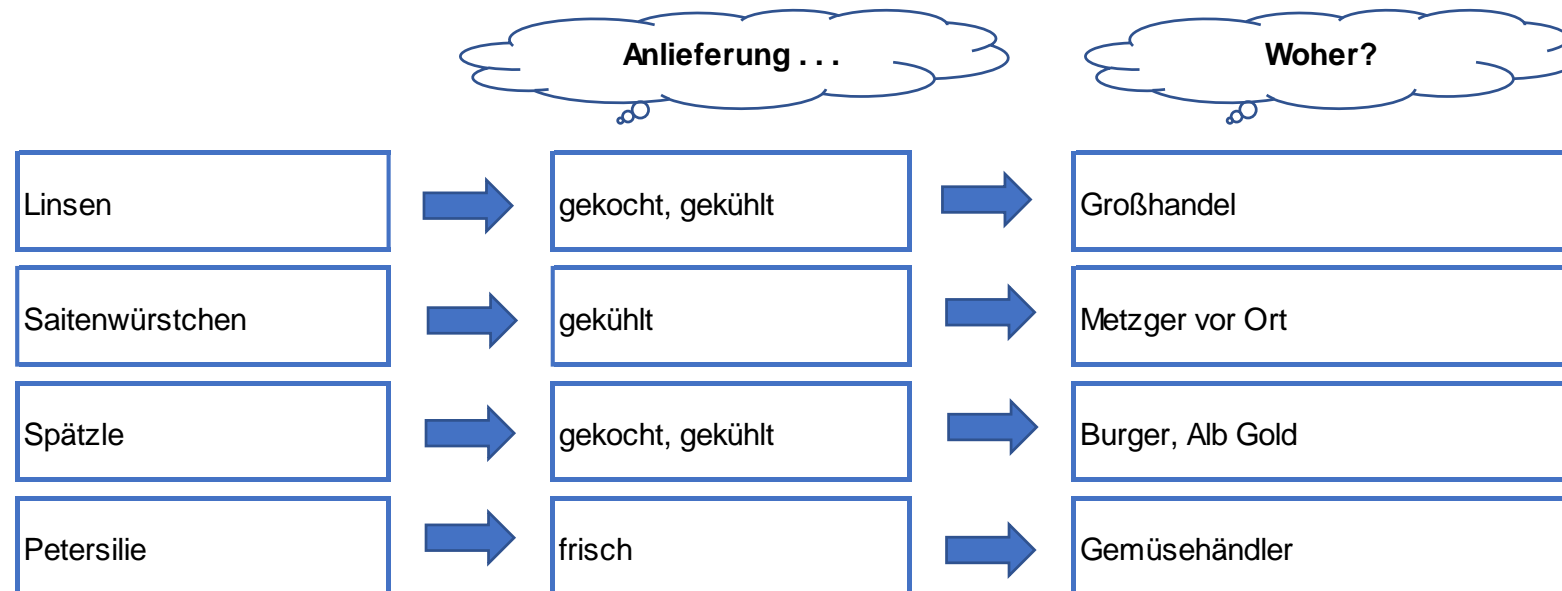 Anlieferung . . .
Woher?
Linsen
gekocht, gekühlt
Großhandel
Saitenwürstchen
gekühlt
Metzger vor Ort
Spätzle
gekocht, gekühlt
Burger, Alb Gold
Petersilie
frisch
Gemüsehändler